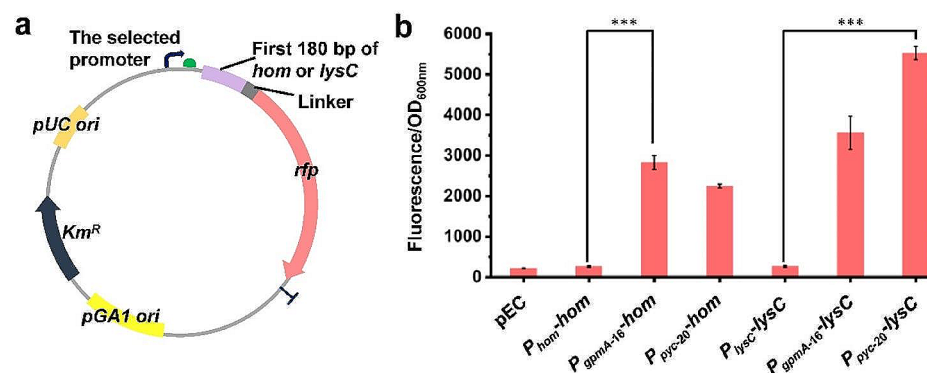 a
The selected
promoter
First 180 bp of
hom or lysC
Linker
pUC ori
rfp
KmR
pGA1 ori
b
***
***
Fluorescence/OD600nm
6000
5000
4000
3000
2000
1000
0
pEC
Phom-hom
PgpmA-16-hom
Ppyc-20-hom
PlysC-lysC
PgpmA-16-lysC
Ppyc-20-lysC